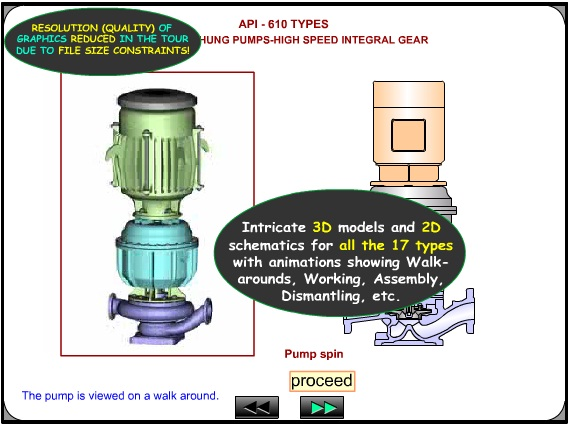 API - 610 TYPES
RESOLUTION (QUALITY) OF
GRAPHICS REDUCED IN THE TOUR
DUE TO FILE SIZE CONSTRAINTS!
HUNG PUMPS-HIGH SPEED INTEGRAL GEAR
Intricate 3D models and 2D
schematics for all the 17 types
with animations showing Walk-
arounds, Working, Assembly,
Dismantling, etc.
Pump spin
proceed
The pump is viewed on a walk around.